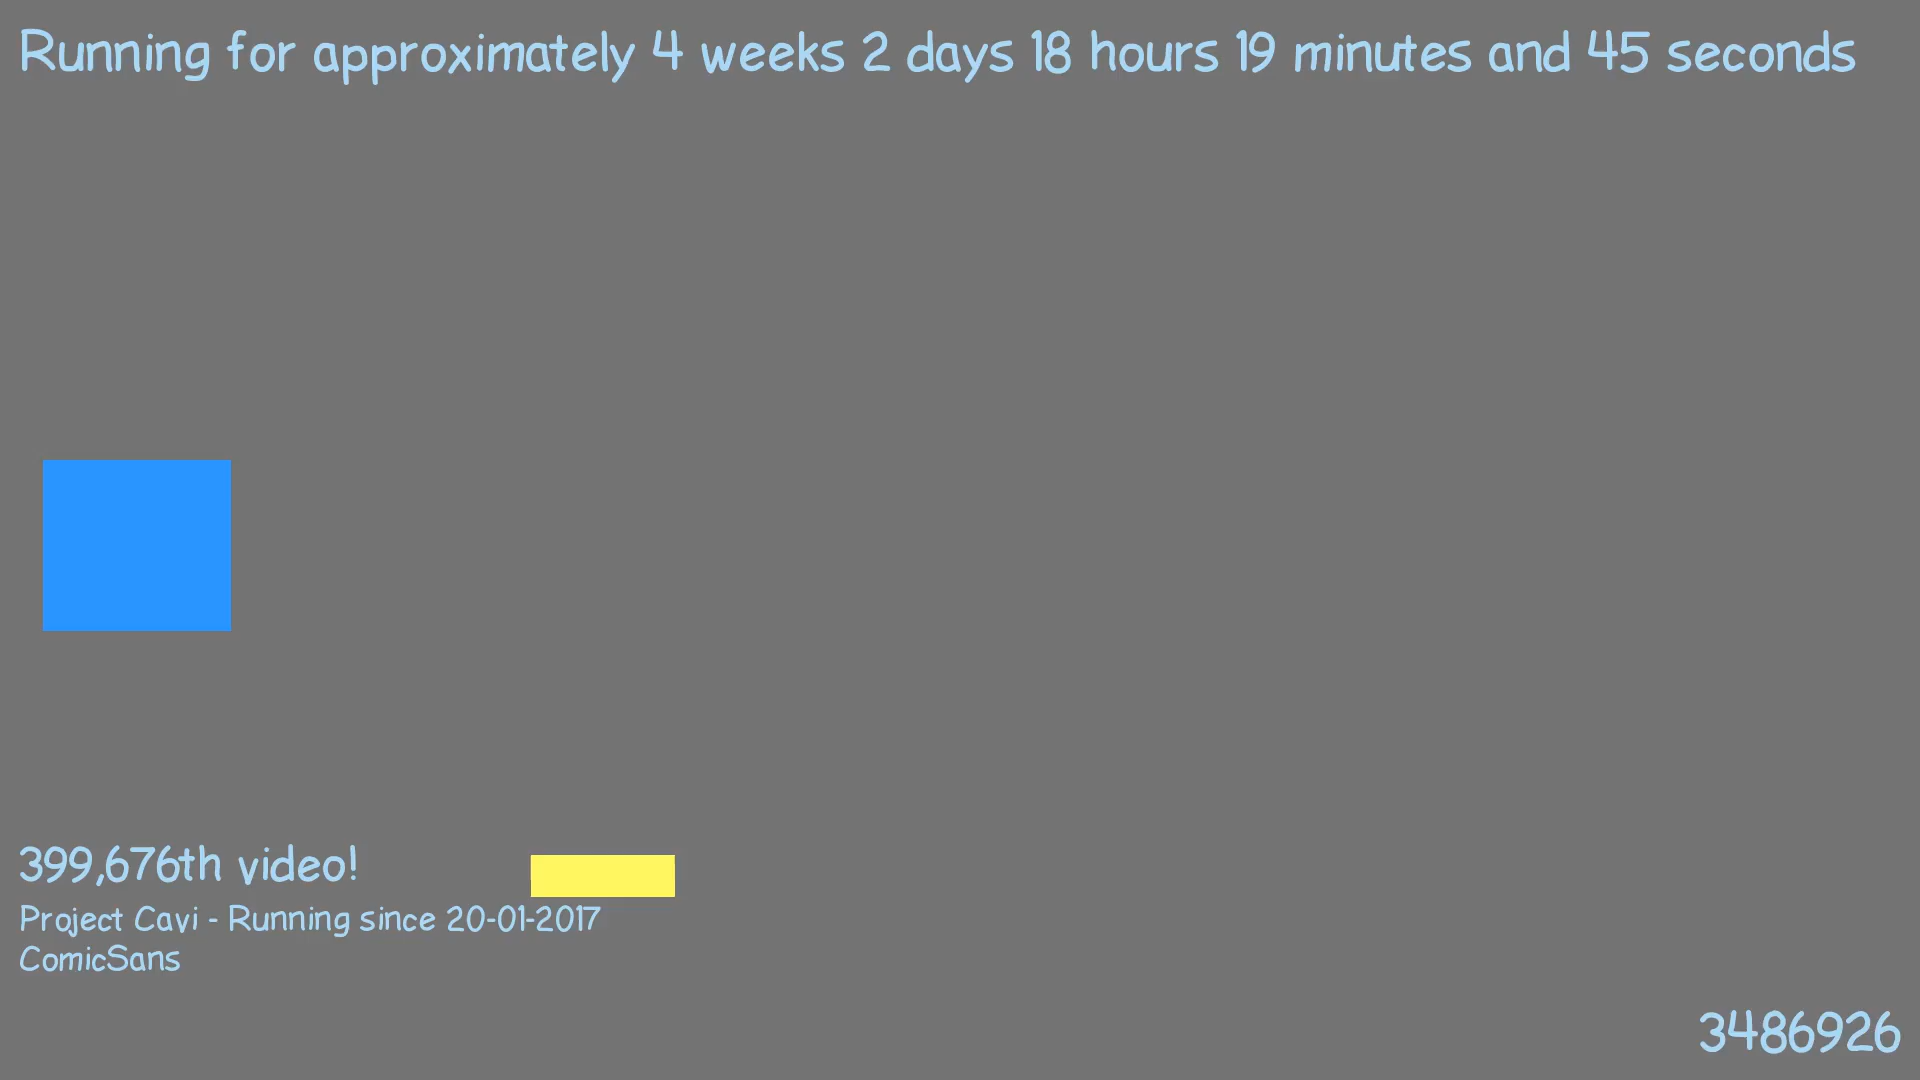 Running for approximately 4 weeks 2 days 18 hours 19 minutes and 45 seconds
399,676th video!
Project Cavi - Running since 20-01-2017
ComicSans
3486926